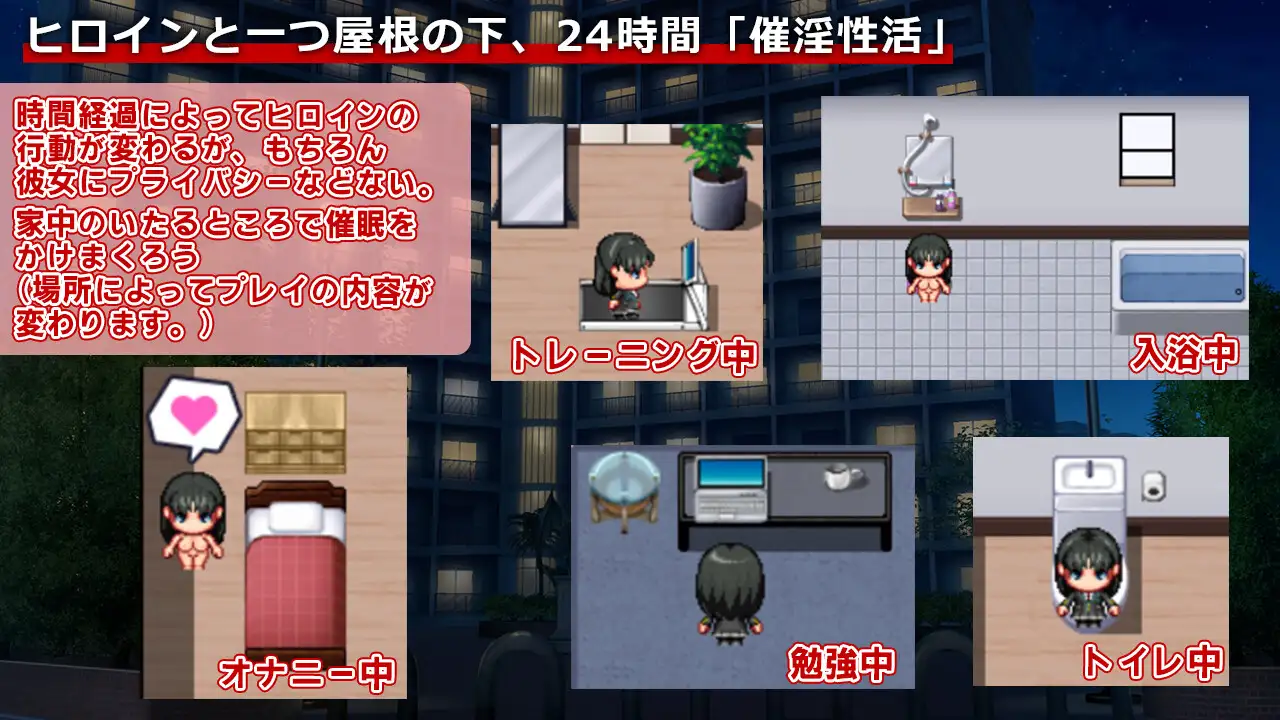 ヒロインと一つ屋根の下、24時間「催淫性活」
時間経過によってヒロインの
行動が変わるが、もちろん
彼女にプライバシーなどない。
家中のいたるところで催眠を
かけまくろう
(場所によってプレイの内容が
変わります。)
トレーニング中
入浴中
オナニー中
勉強中
トイレ中